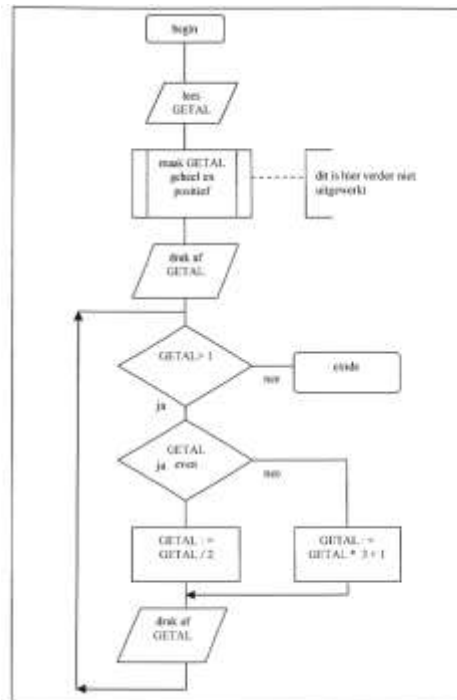 begin
lees
GETAL
maak GETAL
geheel en
positief
dit is hier verder niet
uitgewerkt
druk af
GETAL
GETAL> 1
nee
einde
ja
GETAL
ja even
nee
GETAL : =
GETAL / 2
GETAL : =
GETAL * 3 + 1
druk af
GETAL